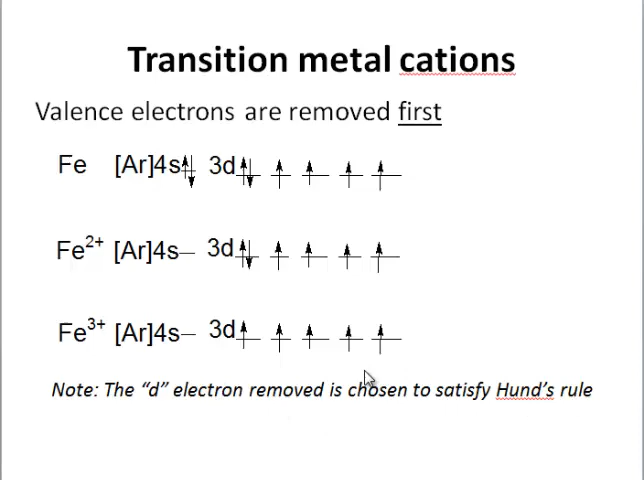 Transition metal cations
Valence electrons are removed first
Fe [Ar]4s 3d
Fe2+ [Ar]4s– 3d
Fe3+ [Ar]4s– 3d
Note: The “d” electron removed is chosen to satisfy Hund’s rule